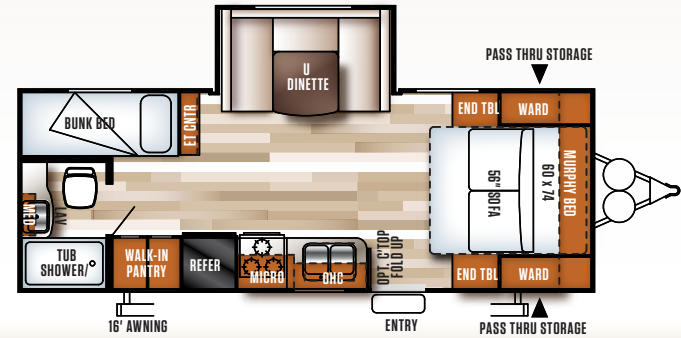 PASS THRU STORAGE
U
DINETTE
END TBL
WARD
BUNK BED
ET CNTR
MURPHY BED
60 x 74
56" SOFA
LAV
MED
TUB
SHOWER/
WALK-IN
PANTRY
REFER
MICRO
OHC
OPT. C'TOP
FOLD UP
END TBL
WARD
16' AWNING
ENTRY
PASS THRU STORAGE